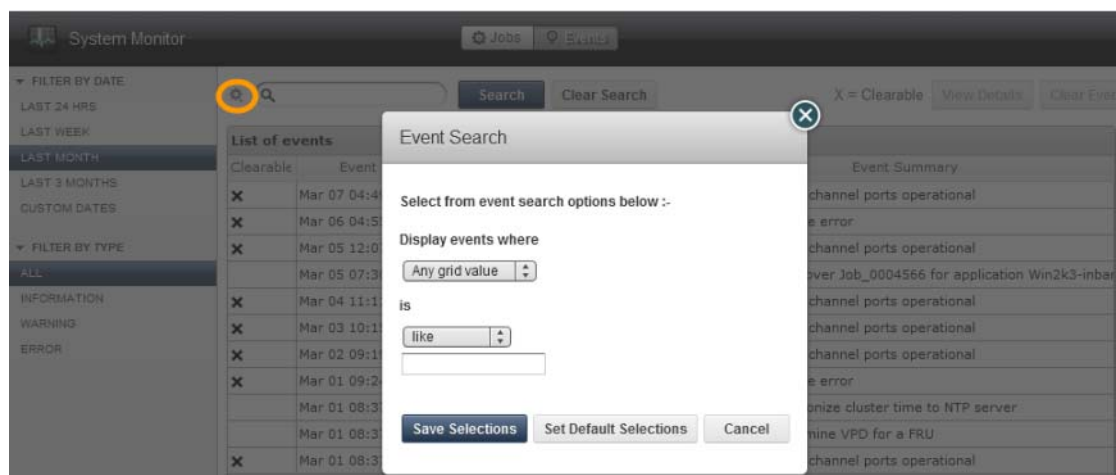 System Monitor
Jobs
Events
FILTER BY DATE
LAST 24 HRS
LAST WEEK
LAST MONTH
LAST 3 MONTHS
CUSTOM DATES
FILTER BY TYPE
ALL
INFORMATION
WARNING
ERROR
Search
Clear Search
X = Clearable
View Details
Clear Even
List of events
Clearable
Event
Event Summary
Mar 07 04:4
channel ports operational
Mar 06 04:5
e error
Mar 05 12:0
channel ports operational
Mar 05 07:3
over Job_0004566 for application Win2k3-inban
Mar 04 11:1
channel ports operational
Mar 03 10:1
channel ports operational
Mar 02 09:1
channel ports operational
Mar 01 09:2
e error
Mar 01 08:3
onize cluster time to NTP server
Mar 01 08:3
mine VPD for a FRU
Mar 01 08:3
channel ports operational
Event Search
Select from event search options below :-
Display events where
Any grid value
is
like
Save Selections
Set Default Selections
Cancel